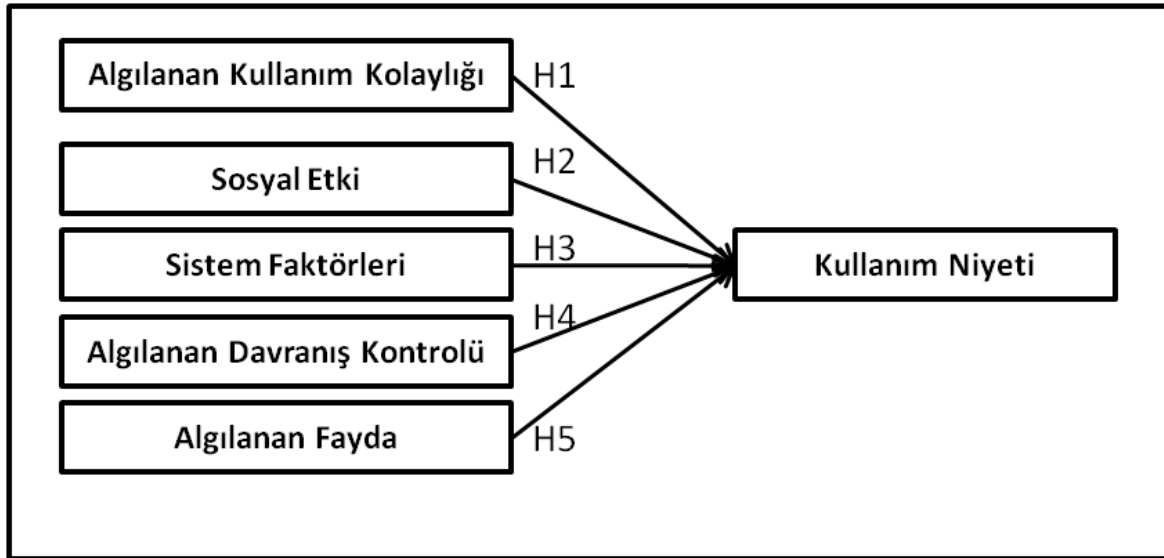 Algılanan Kullanım Kolaylığı
H1
Sosyal Etki
H2
Sistem Faktörleri
H3
Kullanım Niyeti
Algılanan Davranış Kontrolü
H4
Algılanan Fayda
H5